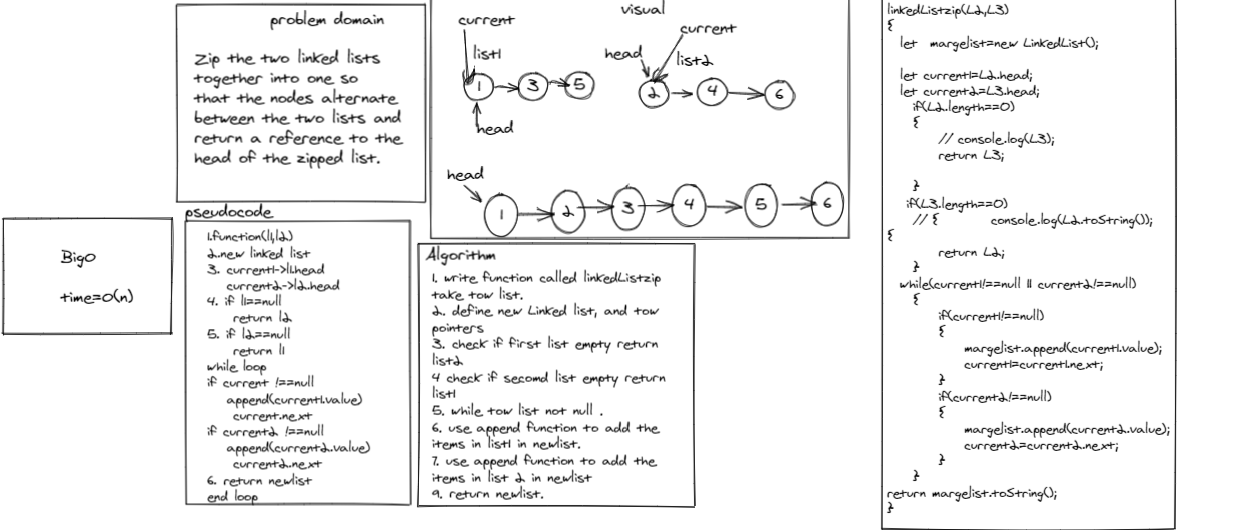 problem domain
Zip the two linked lists
together into one so
that the nodes alternate
between the two lists and
return a reference to the
head of the zipped list.
visual
current
list1
1
3
5
head
current
head
list2
2
4
6
head
1
2
3
4
5
6
BigO
time=O(n)
pseudocode
1.function(l1,l2)
2.new linked list
3. current1->l1.head
current2->l2.head
4. if l1==null
return l2
5. if l2==null
return l1
while loop
if current !==null
append(current1.value)
current.next
if current2 !==null
append(current2.value)
current2.next
6. return newlist
end loop
Algorithm
1. write function called linkedListzip
take tow list.
2. define new Linked list, and tow
pointers
3. check if first list empty return
list2
4 check if second list empty return
list1
5. while tow list not null .
6. use append function to add the
items in list1 in newlist.
7. use append function to add the
items in list 2 in newlist
9. return newlist.
linkedListzip(L2,L3)
{
let margelist=new LinkedList();
let current1=L2.head;
let current2=L3.head;
if(L2.length==0)
{
// console.log(L3);
return L3;
}
if(L3.length==0)
// { console.log(L2.toString());
{
return L2;
}
while(current1!==null || current2!==null)
{
if(current1!==null)
{
margelist.append(current1.value);
current1=current1.next;
}
if(current2!==null)
{
margelist.append(current2.value);
current2=current2.next;
}
}
return margelist.toString();
}